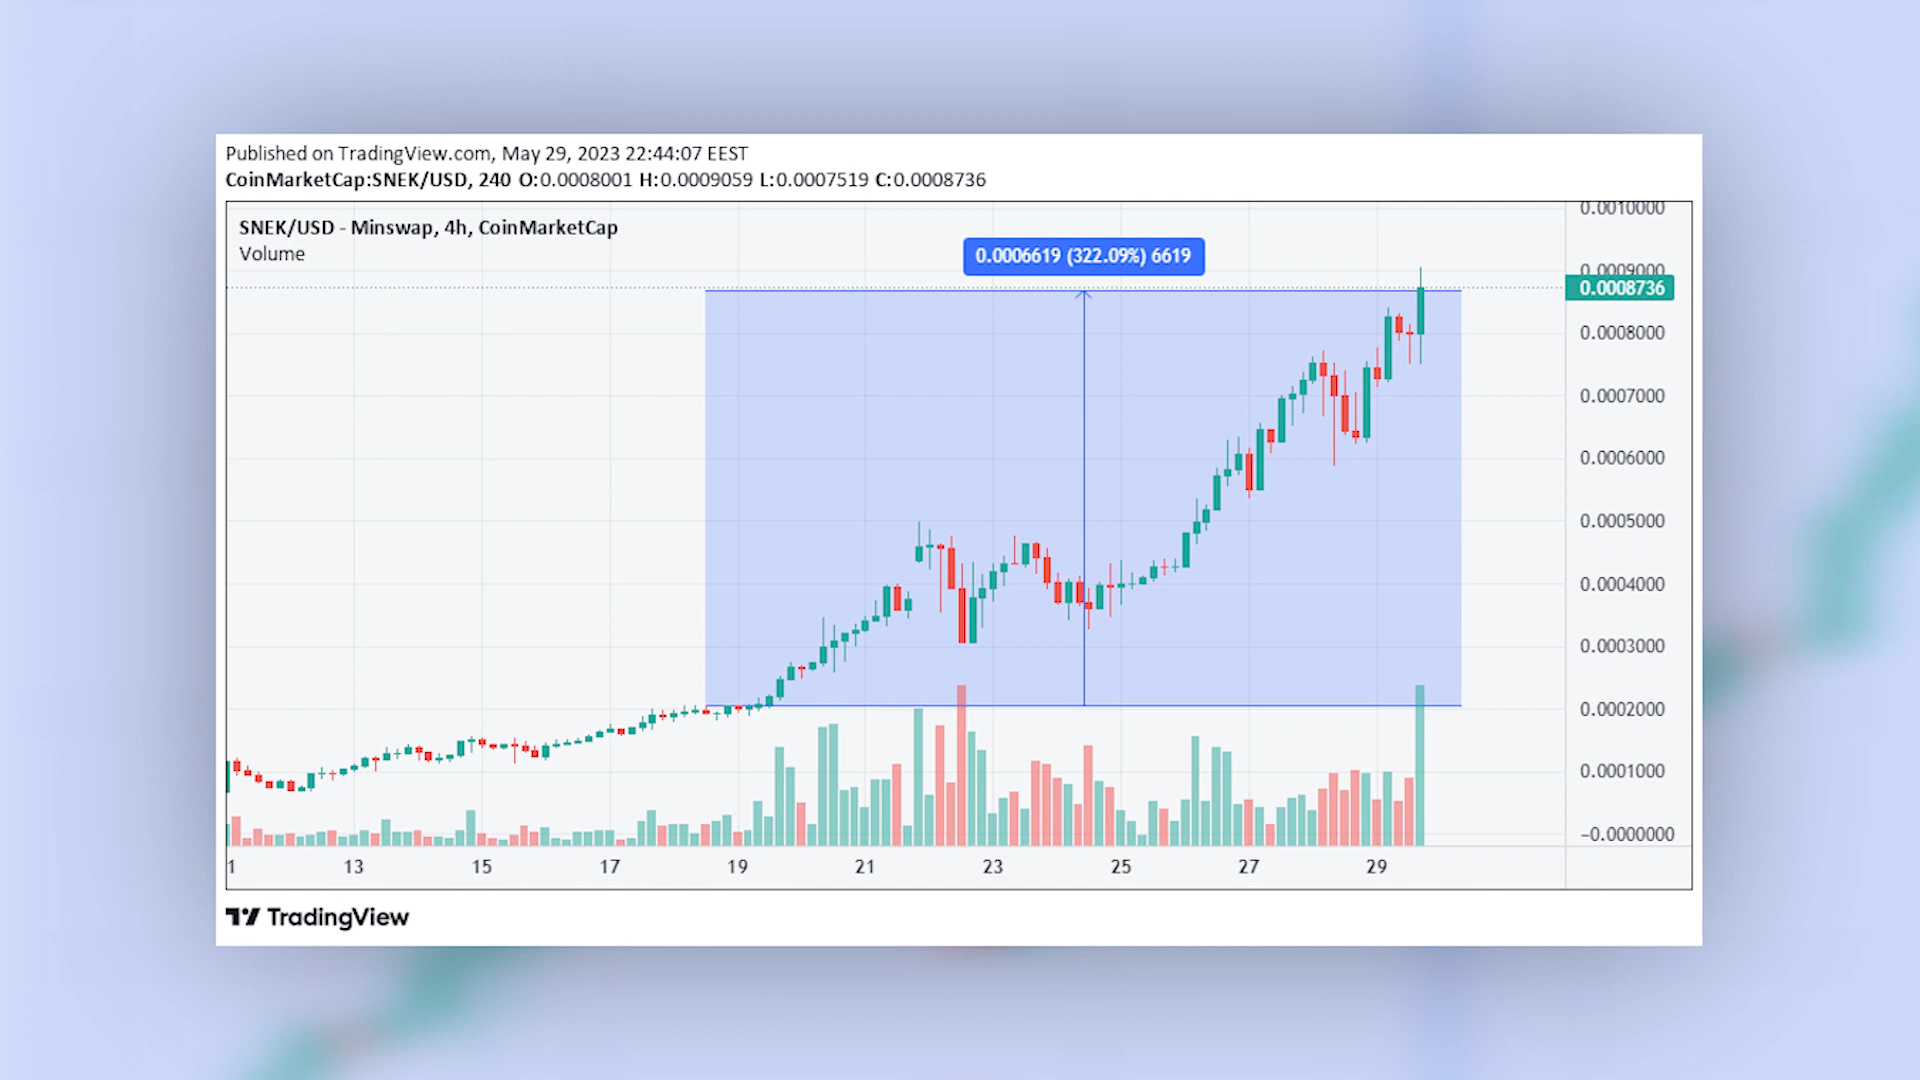 Published on TradingView.com, May 29, 2023 22:44:07 EEST
CoinMarketCap:SNEK/USD, 240 O:0.0008001 H:0.0009059 L:0.0007519 C:0.0008736
SNEK/USD - Minswap, 4h, CoinMarketCap
Volume
0.0006619 (322.09%) 6619
0.0010000
0.0009000
0.0008736
0.0008000
0.0007000
0.0006000
0.0005000
0.0004000
0.0003000
0.0002000
0.0001000
−0.0000000
1 13 15 17 19 21 23 25 27 29
TradingView